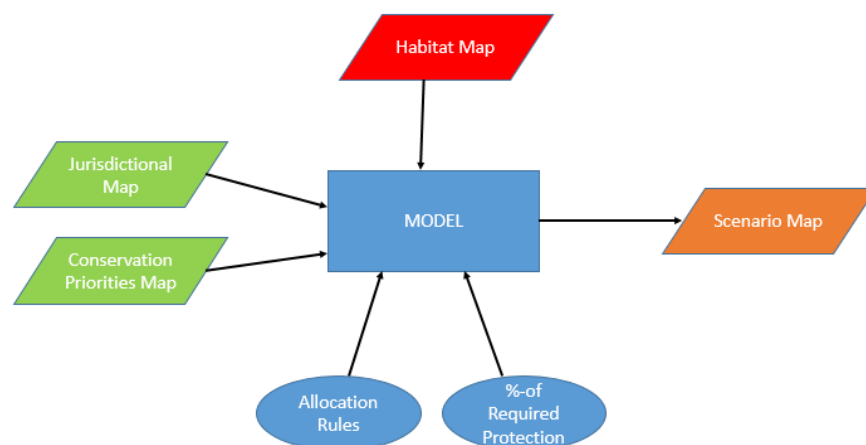 Habitat Map
Jurisdictional
Map
MODEL
Scenario Map
Conservation
Priorities Map
Allocation
Rules
%-of
Required
Protection